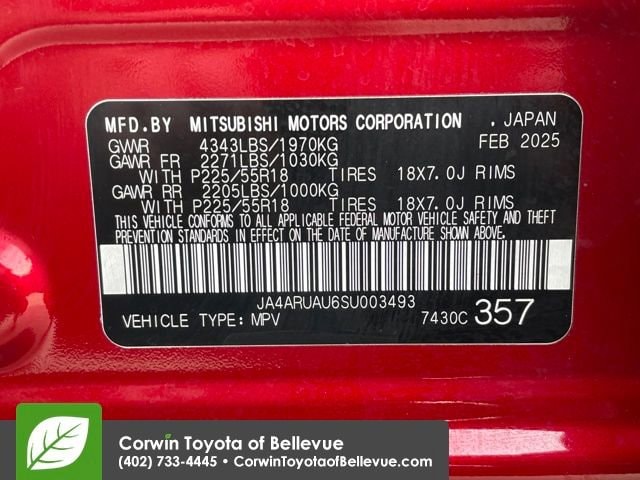 MFD.BY MITSUBISHI MOTORS CORPORATION , JAPAN
GVWR 4343LBS/1970KG FEB 2025
GAWR FR 2271LBS/1030KG
WITH P225/55R18 TIRES 18X7.0J RIMS
GAWR RR 2205LBS/1000KG
WITH P225/55R18 TIRES 18X7.0J RIMS
THIS VEHICLE CONFORMS TO ALL APPLICABLE FEDERAL MOTOR VEHICLE SAFETY AND THEFT
PREVENTION STANDARDS IN EFFECT ON THE DATE OF MANUFACTURE SHOWN ABOVE.
JA4ARUAU6SU003493
VEHICLE TYPE: MPV 7430C 357
Corwin Toyota of Bellevue
(402) 733-4445 • CorwinToyotaofBellevue.com